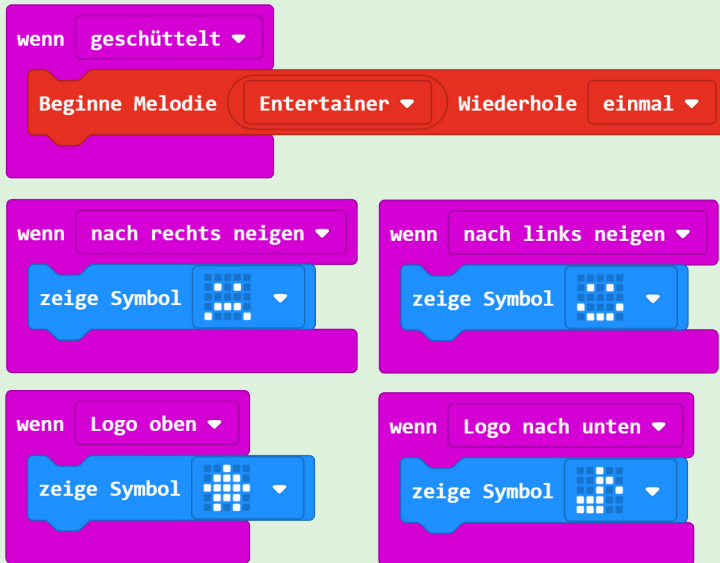 wenn geschüttelt
Beginne Melodie Entertainer Wiederhole einmal
wenn nach rechts neigen
zeige Symbol
wenn nach links neigen
zeige Symbol
wenn Logo oben
zeige Symbol
wenn Logo nach unten
zeige Symbol